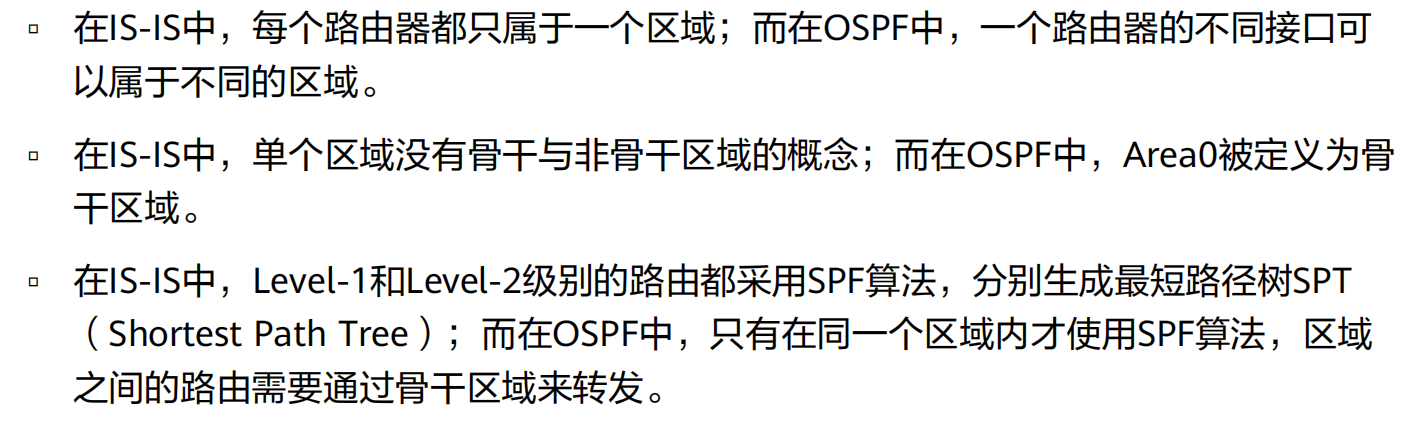 ▫ 在IS-IS中，每个路由器都只属于一个区域；而在OSPF中，一个路由器的不同接口可
以属于不同的区域。
▫ 在IS-IS中，单个区域没有骨干与非骨干区域的概念；而在OSPF中，Area0被定义为骨
干区域。
▫ 在IS-IS中，Level-1和Level-2级别的路由都采用SPF算法，分别生成最短路径树SPT
（Shortest Path Tree）；而在OSPF中，只有在同一个区域内才使用SPF算法，区域
之间的路由需要通过骨干区域来转发。